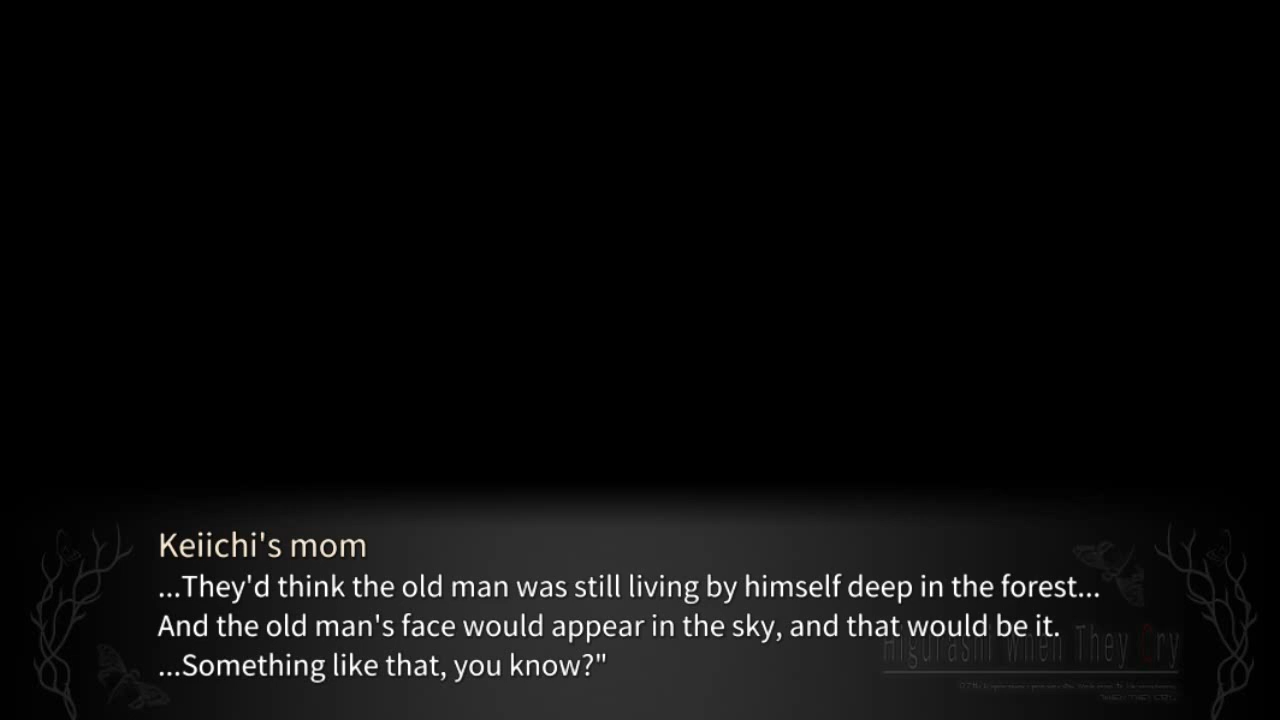 Keiichi's mom
...They'd think the old man was still living by himself deep in the forest...
And the old man's face would appear in the sky, and that would be it.
...Something like that, you know?"
Higurashi When They Cry